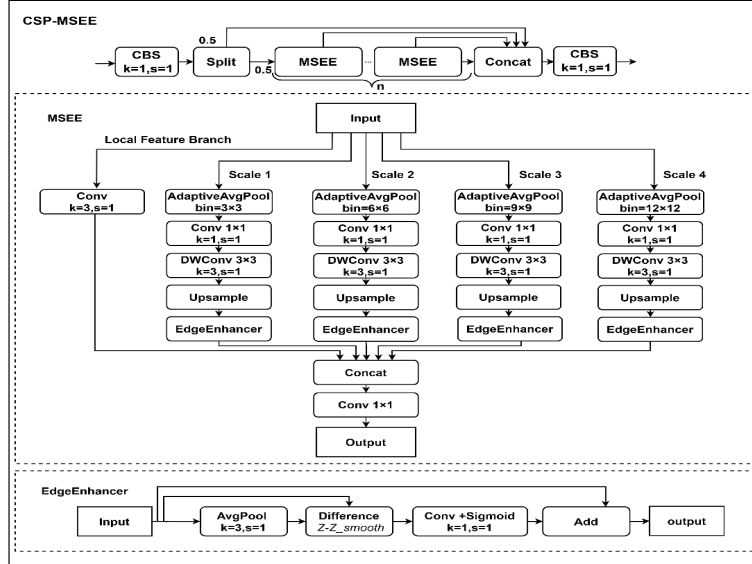 CSP-MSEE
0.5
CBS
k=1,s=1
Split
0.5
MSEE
...
MSEE
Concat
CBS
k=1,s=1
n
MSEE
Input
Local Feature Branch
Scale 1
Scale 2
Scale 3
Scale 4
Conv
k=3,s=1
AdaptiveAvgPool
bin=3×3
AdaptiveAvgPool
bin=6×6
AdaptiveAvgPool
bin=9×9
AdaptiveAvgPool
bin=12×12
Conv 1×1
k=1,s=1
Conv 1×1
k=1,s=1
Conv 1×1
k=1,s=1
Conv 1×1
k=1,s=1
DWConv 3×3
k=3,s=1
DWConv 3×3
k=3,s=1
DWConv 3×3
k=3,s=1
DWConv 3×3
k=3,s=1
Upsample
Upsample
Upsample
Upsample
EdgeEnhancer
EdgeEnhancer
EdgeEnhancer
EdgeEnhancer
Concat
Conv 1×1
Output
EdgeEnhancer
Input
AvgPool
k=3,s=1
Difference
Z-Z_smooth
Conv +Sigmoid
k=1,s=1
Add
output